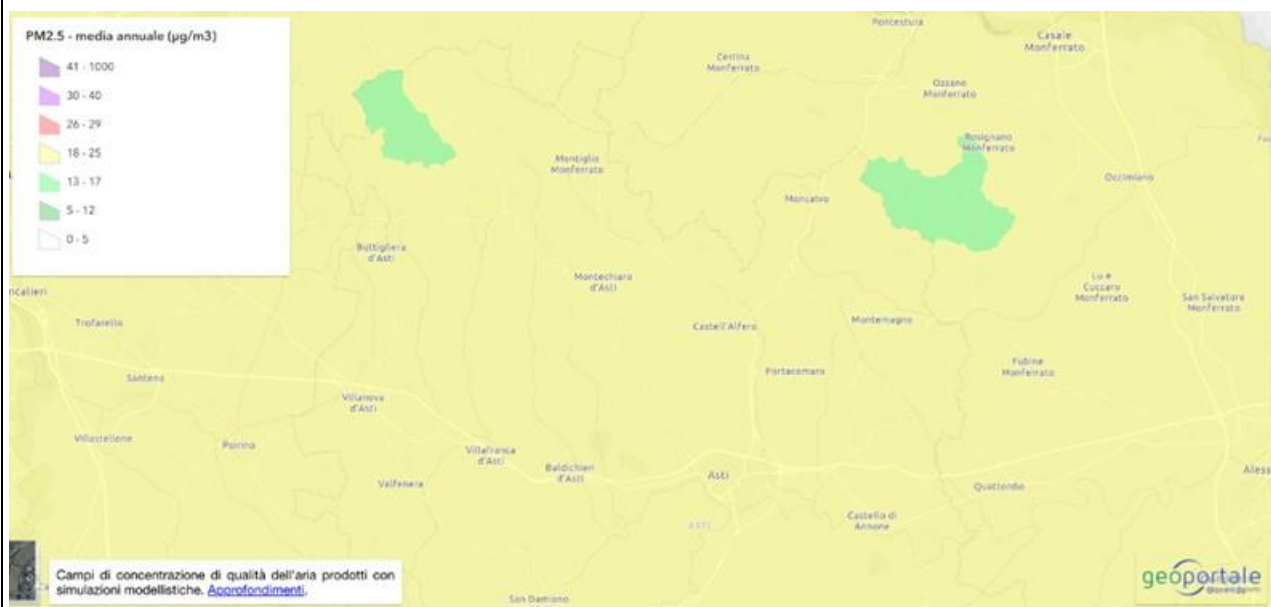 PM2.5 - media annuale (µg/m3)
41 - 1000
30 - 40
26 - 29
18 - 25
13 - 17
5 - 12
0 - 5
Poncestura
Casale
Monferrato
Cerrina
Monferrato
Ozzano
Monferrato
Rosignano
Monferrato
Montiglio
Monferrato
Occimiano
Moncalvo
Buttigliera
d'Asti
Montechiaro
d'Asti
Lu e
Cuccaro
Monferrato
San Salvatore
Monferrato
ncalieri
Trofarello
Castell'Alfero
Montemagno
Portacomaro
Fubine
Monferrato
Santena
Villanova
d'Asti
Villastellone
Poirino
Villafranca
d'Asti
Baldichieri
d'Asti
Asti
Aless
Valfenera
Quattordio
Castello di
Annone
ASTI
Campi di concentrazione di qualità dell'aria prodotti con
simulazioni modellistiche. Approfondimenti.
San Damiano
geoportale